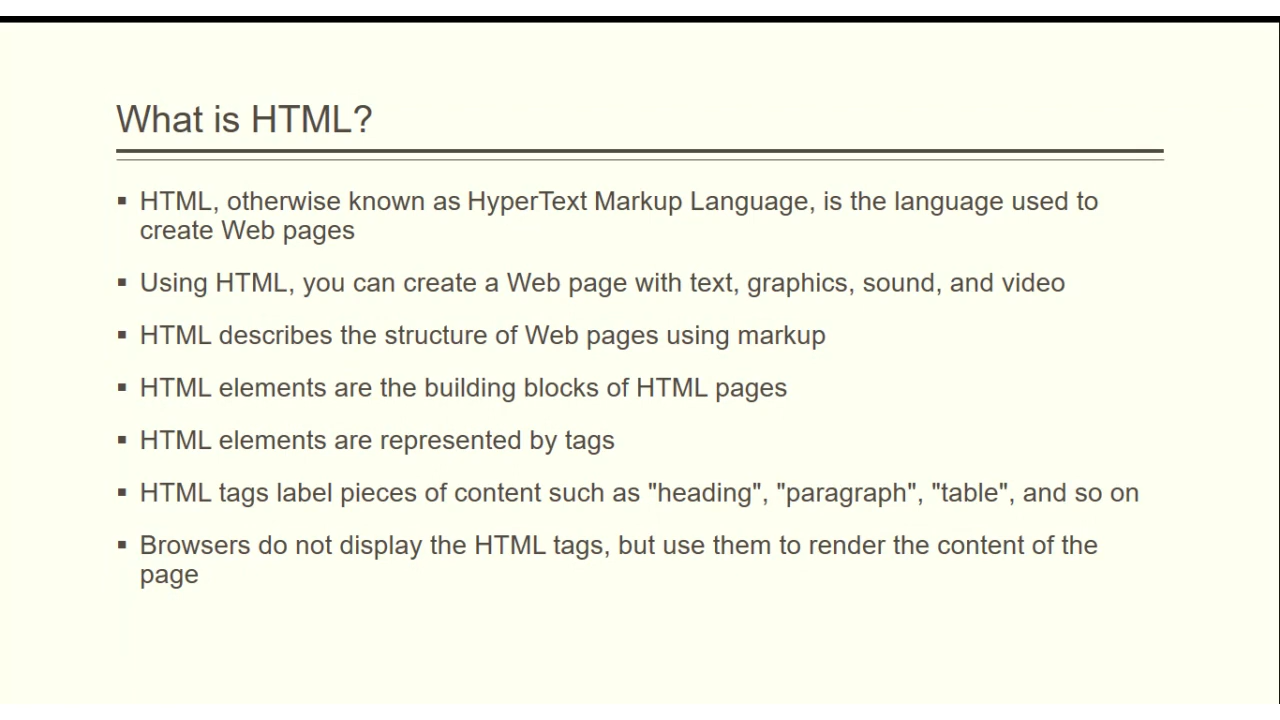 What is HTML?
▪ HTML, otherwise known as HyperText Markup Language, is the language used to
create Web pages
▪ Using HTML, you can create a Web page with text, graphics, sound, and video
▪ HTML describes the structure of Web pages using markup
▪ HTML elements are the building blocks of HTML pages
▪ HTML elements are represented by tags
▪ HTML tags label pieces of content such as "heading", "paragraph", "table", and so on
▪ Browsers do not display the HTML tags, but use them to render the content of the
page